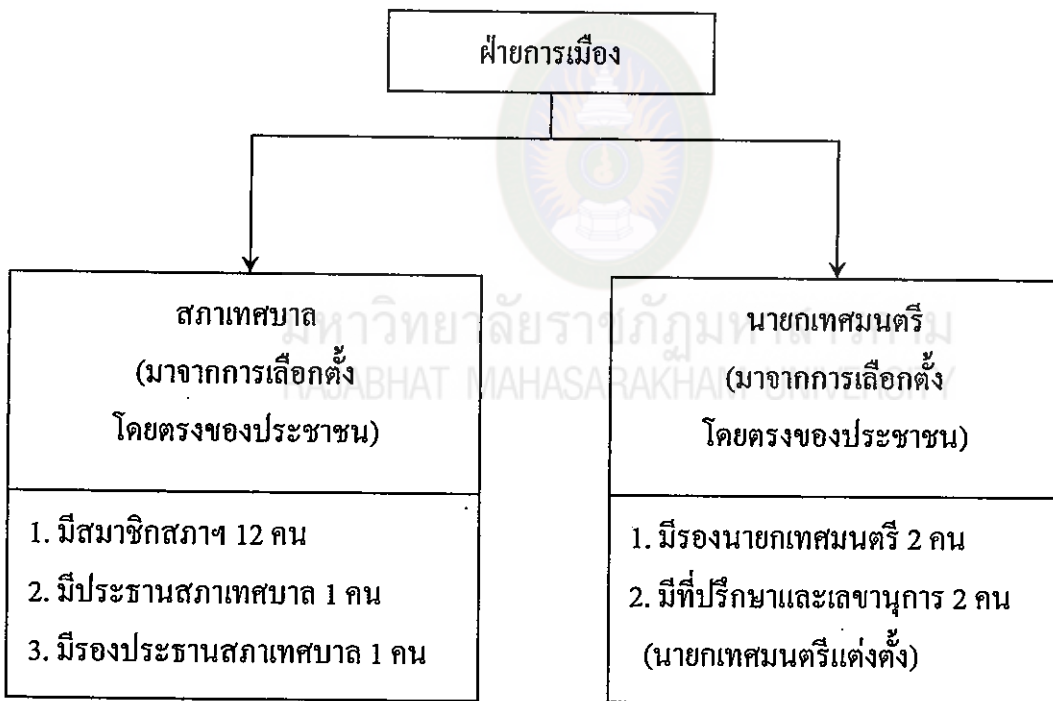 ฝ่ายการเมือง
สภาเทศบาล
(มาจากการเลือกตั้ง
โดยตรงของประชาชน)
1. มีสมาชิกสภาฯ 12 คน
2. มีประธานสภาเทศบาล 1 คน
3. มีรองประธานสภาเทศบาล 1 คน
นายกเทศมนตรี
(มาจากการเลือกตั้ง
โดยตรงของประชาชน)
1. มีรองนายกเทศมนตรี 2 คน
2. มีที่ปรึกษาและเลขานุการ 2 คน
(นายกเทศมนตรีแต่งตั้ง)
มหาวิทยาลัยราชภัฏมหาสารคาม
RAJABHAT MAHASARAKHAM UNIVERSITY